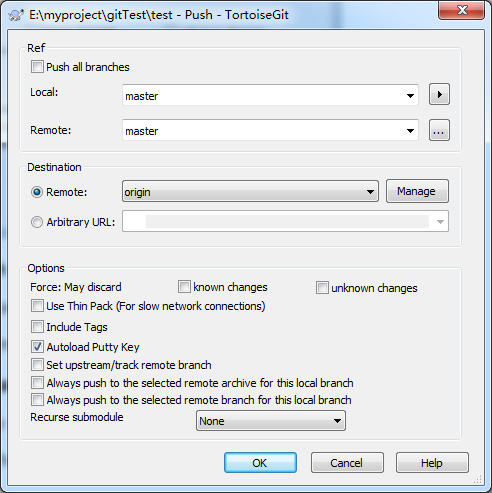 E:\myproject\gitTest\test - Push - TortoiseGit
Ref
Push all branches
Local: master
Remote: master ...
Destination
Remote: origin Manage
Arbitrary URL:
Options
Force: May discard known changes unknown changes
Use Thin Pack (For slow network connections)
Include Tags
Autoload Putty Key
Set upstream/track remote branch
Always push to the selected remote archive for this local branch
Always push to the selected remote branch for this local branch
Recurse submodule None
OK Cancel Help